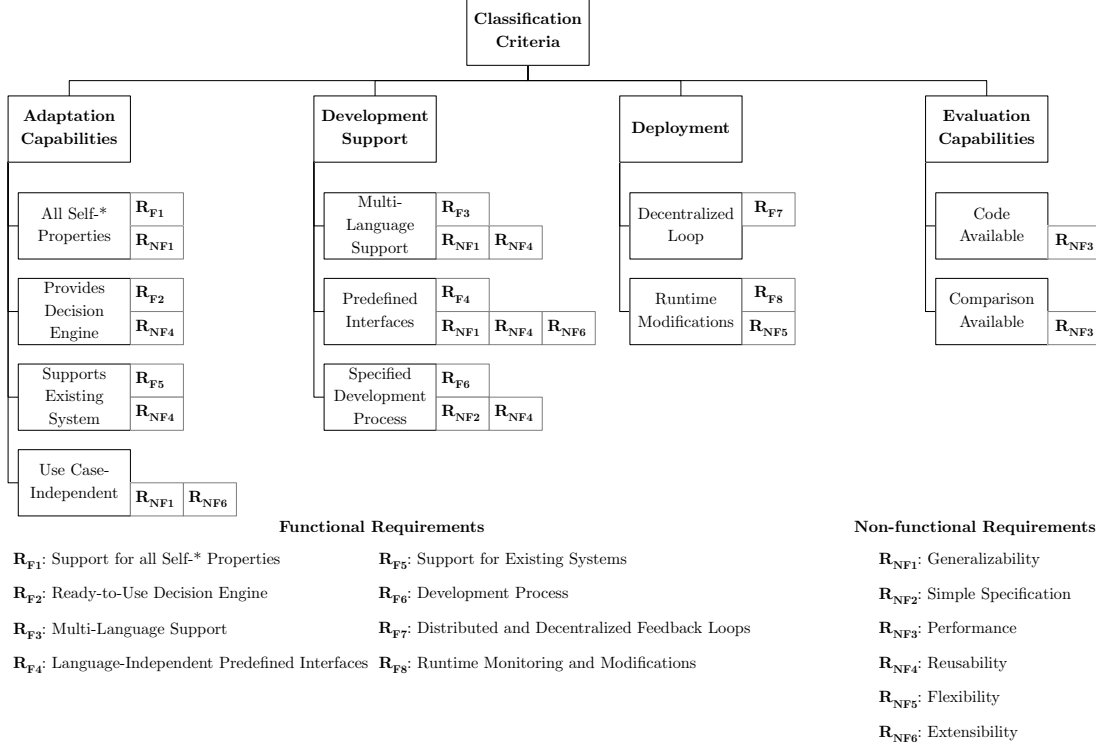 Classification
Criteria
Adaptation
Capabilities
Development
Support
Deployment
Evaluation
Capabilities
All Self-*
Properties
R_F1
R_NF1
Provides
Decision
Engine
R_F2
R_NF4
Supports
Existing
System
R_F5
R_NF4
Use Case-
Independent
R_NF1 R_NF6
Multi-
Language
Support
R_F3
R_NF1 R_NF4
Predefined
Interfaces
R_F4
R_NF1 R_NF4 R_NF6
Specified
Development
Process
R_F6
R_NF2 R_NF4
Decentralized
Loop
R_F7
Runtime
Modifications
R_F8
R_NF5
Code
Available
R_NF3
Comparison
Available
R_NF3
Functional Requirements
R_F1: Support for all Self-* Properties
R_F2: Ready-to-Use Decision Engine
R_F3: Multi-Language Support
R_F4: Language-Independent Predefined Interfaces
R_F5: Support for Existing Systems
R_F6: Development Process
R_F7: Distributed and Decentralized Feedback Loops
R_F8: Runtime Monitoring and Modifications
Non-functional Requirements
R_NF1: Generalizability
R_NF2: Simple Specification
R_NF3: Performance
R_NF4: Reusability
R_NF5: Flexibility
R_NF6: Extensibility